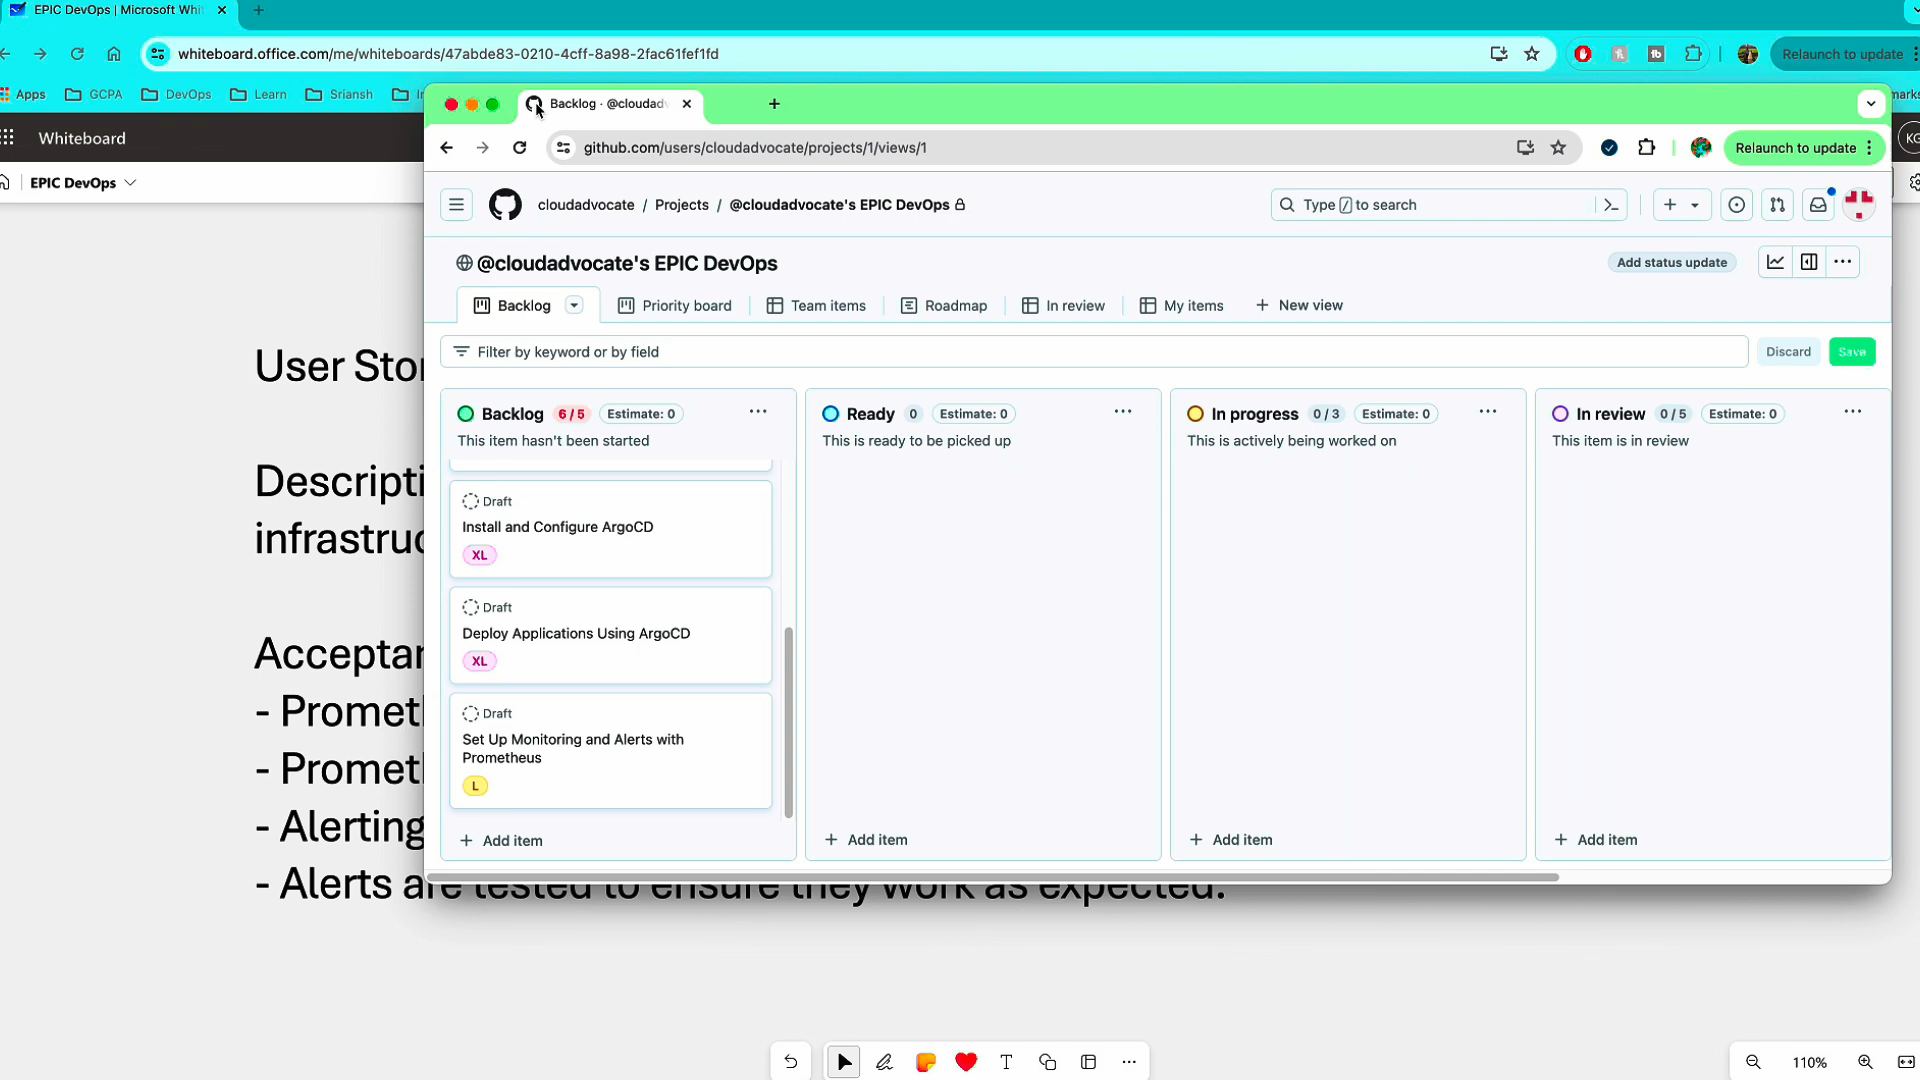 EPIC DevOps | Microsoft Whi
whiteboard.office.com/me/whiteboards/47abde83-0210-4cff-8a98-2fac61fef1fd
Relaunch to update
Apps
GCPA
DevOps
Learn
Sriansh
Whiteboard
KG
EPIC DevOps
Backlog · @cloudad
github.com/users/cloudadvocate/projects/1/views/1
Relaunch to update
cloudadvocate / Projects / @cloudadvocate's EPIC DevOps
Type / to search
@cloudadvocate's EPIC DevOps
Add status update
Backlog
Priority board
Team items
Roadmap
In review
My items
+ New view
Filter by keyword or by field
Discard
Save
Backlog 6 / 5 Estimate: 0
This item hasn't been started
Draft
Install and Configure ArgoCD
XL
Draft
Deploy Applications Using ArgoCD
XL
Draft
Set Up Monitoring and Alerts with
Prometheus
L
+ Add item
Ready 0 Estimate: 0
This is ready to be picked up
+ Add item
In progress 0 / 3 Estimate: 0
This is actively being worked on
+ Add item
In review 0 / 5 Estimate: 0
This item is in review
+ Add item
User Stor
Descripti
infrastruc
Acceptan
- Prometh
- Prometh
- Alerting
- Alerts are tested to ensure they work as expected.
110%